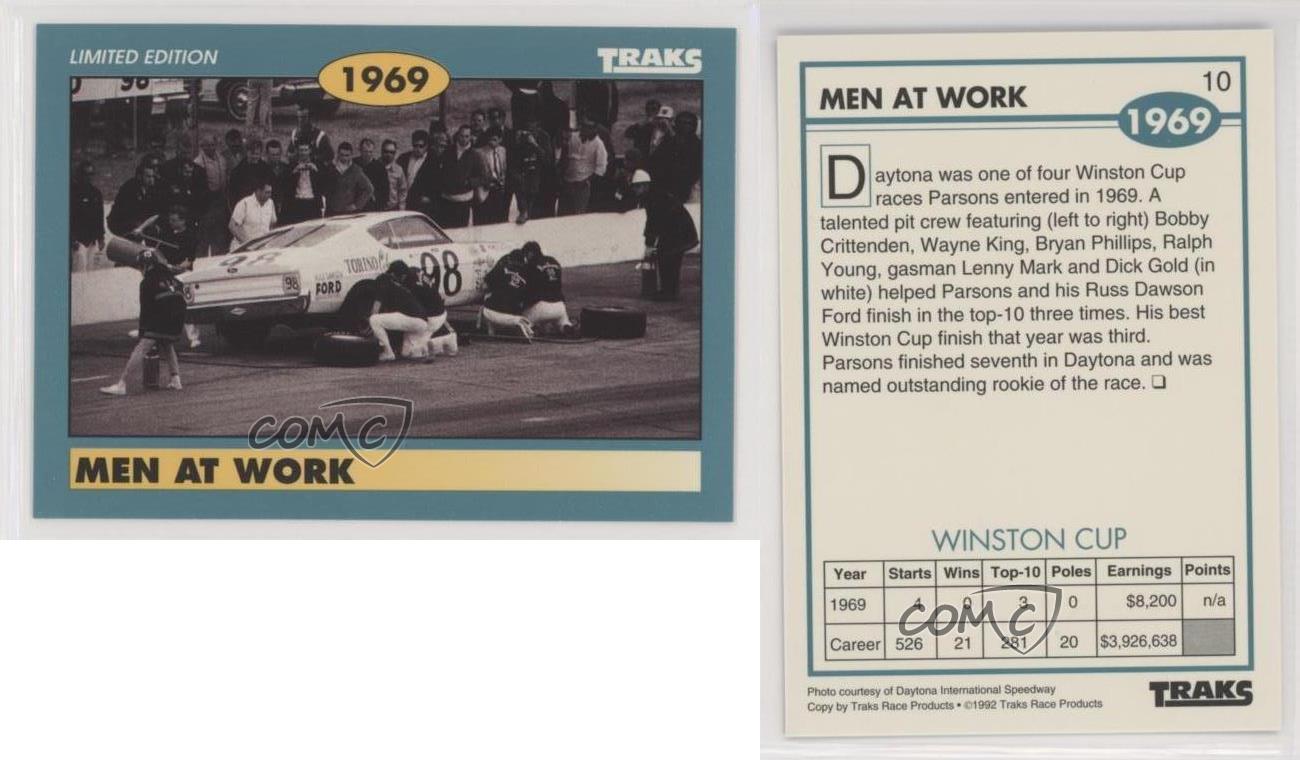 LIMITED EDITION
1969
TRAKS
98
98
TORINO
98
98
FORD
COMC
MEN AT WORK
10
MEN AT WORK
1969
Daytona was one of four Winston Cup
races Parsons entered in 1969. A
talented pit crew featuring (left to right) Bobby
Crittenden, Wayne King, Bryan Phillips, Ralph
Young, gasman Lenny Mark and Dick Gold (in
white) helped Parsons and his Russ Dawson
Ford finish in the top-10 three times. His best
Winston Cup finish that year was third.
Parsons finished seventh in Daytona and was
named outstanding rookie of the race. ❑
WINSTON CUP
Year Starts Wins Top-10 Poles Earnings Points
1969 4 0 3 0 $8,200 n/a
COMC
Career 526 21 281 20 $3,926,638
Photo courtesy of Daytona International Speedway
Copy by Traks Race Products • ©1992 Traks Race Products
TRAKS